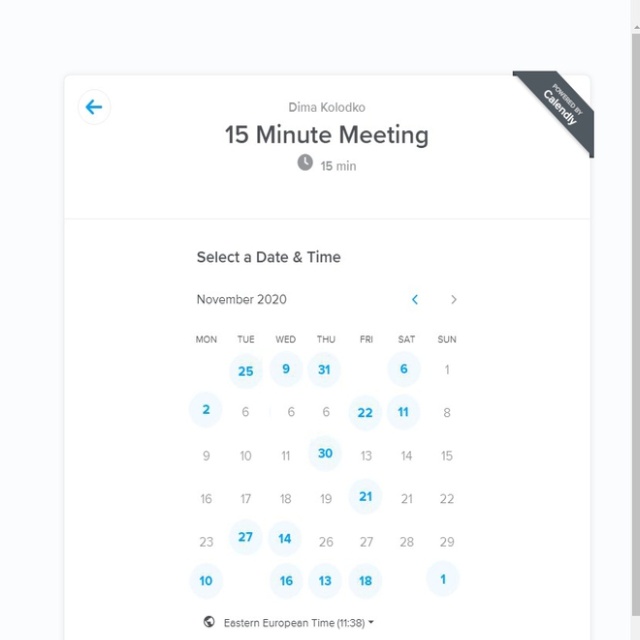 POWERED BY
Calendly
Dima Kolodko
15 Minute Meeting
15 min
Select a Date & Time
November 2020
MON TUE WED THU FRI SAT SUN
25 9 31 6 1
2 6 6 6 22 11 8
9 10 11 30 13 14 15
16 17 18 19 21 21 22
23 27 14 26 27 28 29
10 16 13 18 1
Eastern European Time (11:38)